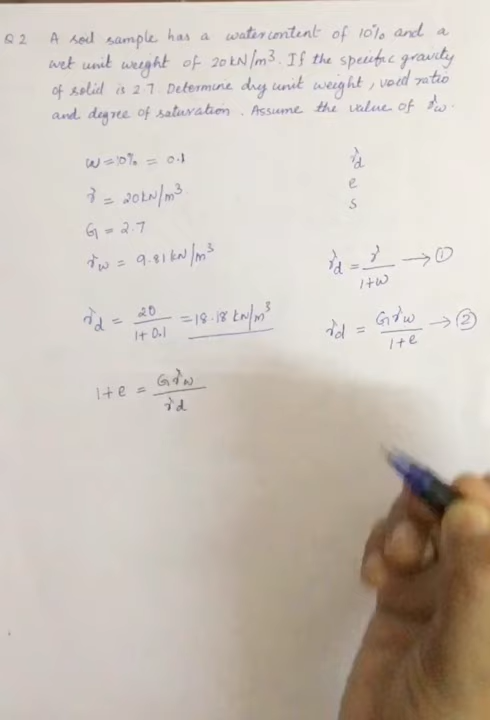 Q2 A soil sample has a water content of 10% and a
wet unit weight of 20 kN/m³. If the specific gravity
of solid is 2.7. Determine dry unit weight, void ratio
and degree of saturation. Assume the value of γw.
w = 10% = 0.1
γ = 20 kN/m³
G = 2.7
γw = 9.81 kN/m³
γd = 20 / 1+0.1 = 18.18 kN/m³
1+e = Gγw / γd
γd
e
S
γd = γ / 1+w → ①
γd = Gγw / 1+e → ②